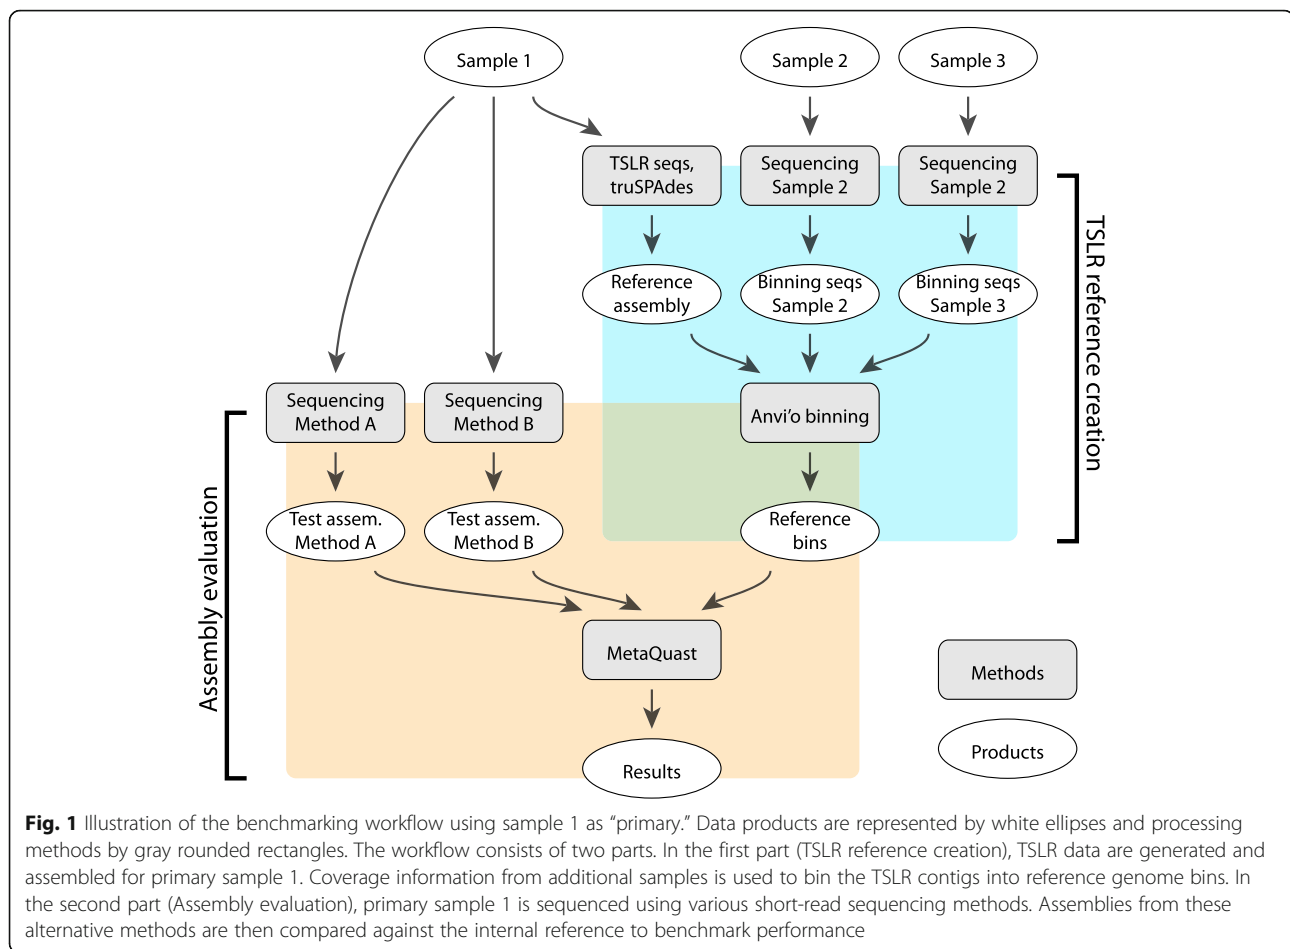 Sample 1
Sample 2
Sample 3
TSLR seqs,
truSPAdes
Sequencing
Sample 2
Sequencing
Sample 2
TSLR reference creation
Reference
assembly
Binning seqs
Sample 2
Binning seqs
Sample 3
Sequencing
Method A
Sequencing
Method B
Anvi’o binning
Assembly evaluation
Test assem.
Method A
Test assem.
Method B
Reference
bins
MetaQuast
Methods
Results
Products
Fig. 1 Illustration of the benchmarking workflow using sample 1 as “primary.” Data products are represented by white ellipses and processing
methods by gray rounded rectangles. The workflow consists of two parts. In the first part (TSLR reference creation), TSLR data are generated and
assembled for primary sample 1. Coverage information from additional samples is used to bin the TSLR contigs into reference genome bins. In
the second part (Assembly evaluation), primary sample 1 is sequenced using various short-read sequencing methods. Assemblies from these
alternative methods are then compared against the internal reference to benchmark performance